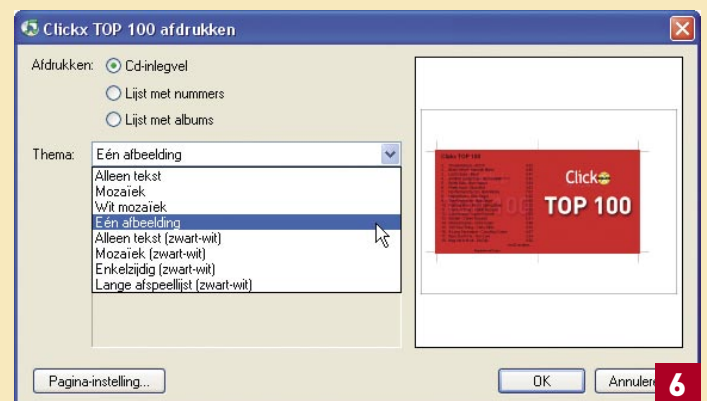 Clickx TOP 100 afdrukken
Afdrukken: Cd-inlegvel
Lijst met nummers
Lijst met albums
Thema: Eén afbeelding
Alleen tekst
Mozaïek
Wit mozaïek
Eén afbeelding
Alleen tekst (zwart-wit)
Mozaïek (zwart-wit)
Enkelzijdig (zwart-wit)
Lange afspeellijst (zwart-wit)
Clickx TOP 100
Click
TOP 100
Pagina-instelling...
OK
Annulere
6